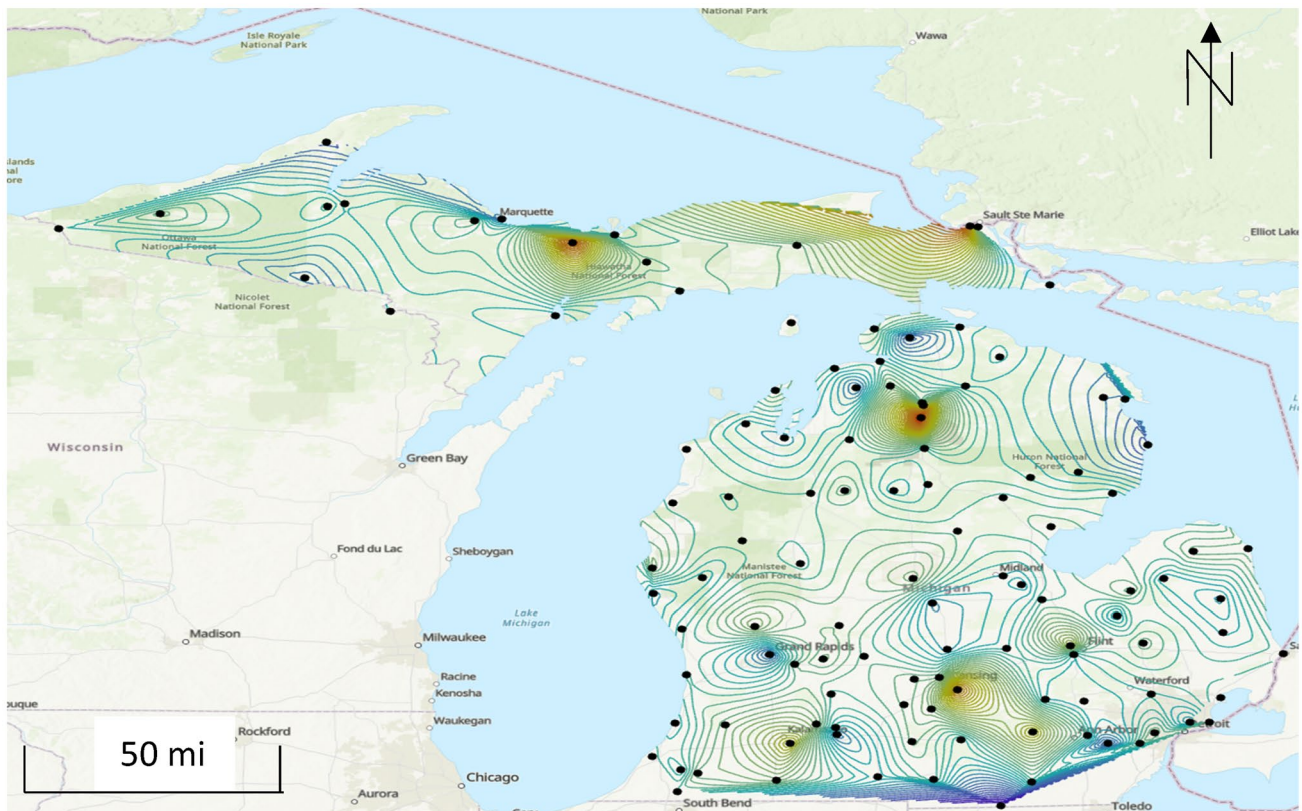 National Park
Isle Royale
National Park
Wawa
N
Sault Ste Marie
Elliot Lake
Marquette
Ottawa
National Forest
Hiawatha
National Forest
Nicolet
National Forest
Wisconsin
Green Bay
Huron National
Forest
Fond du Lac
Sheboygan
Manistee
National Forest
Midland
Michigan
Lake
Michigan
Madison
Milwaukee
Grand Rapids
Flint
Racine
Lansing
Waterford
Kenosha
Waukegan
Rockford
Ann Arbor
Detroit
50 mi
Chicago
Aurora
South Bend
Toledo